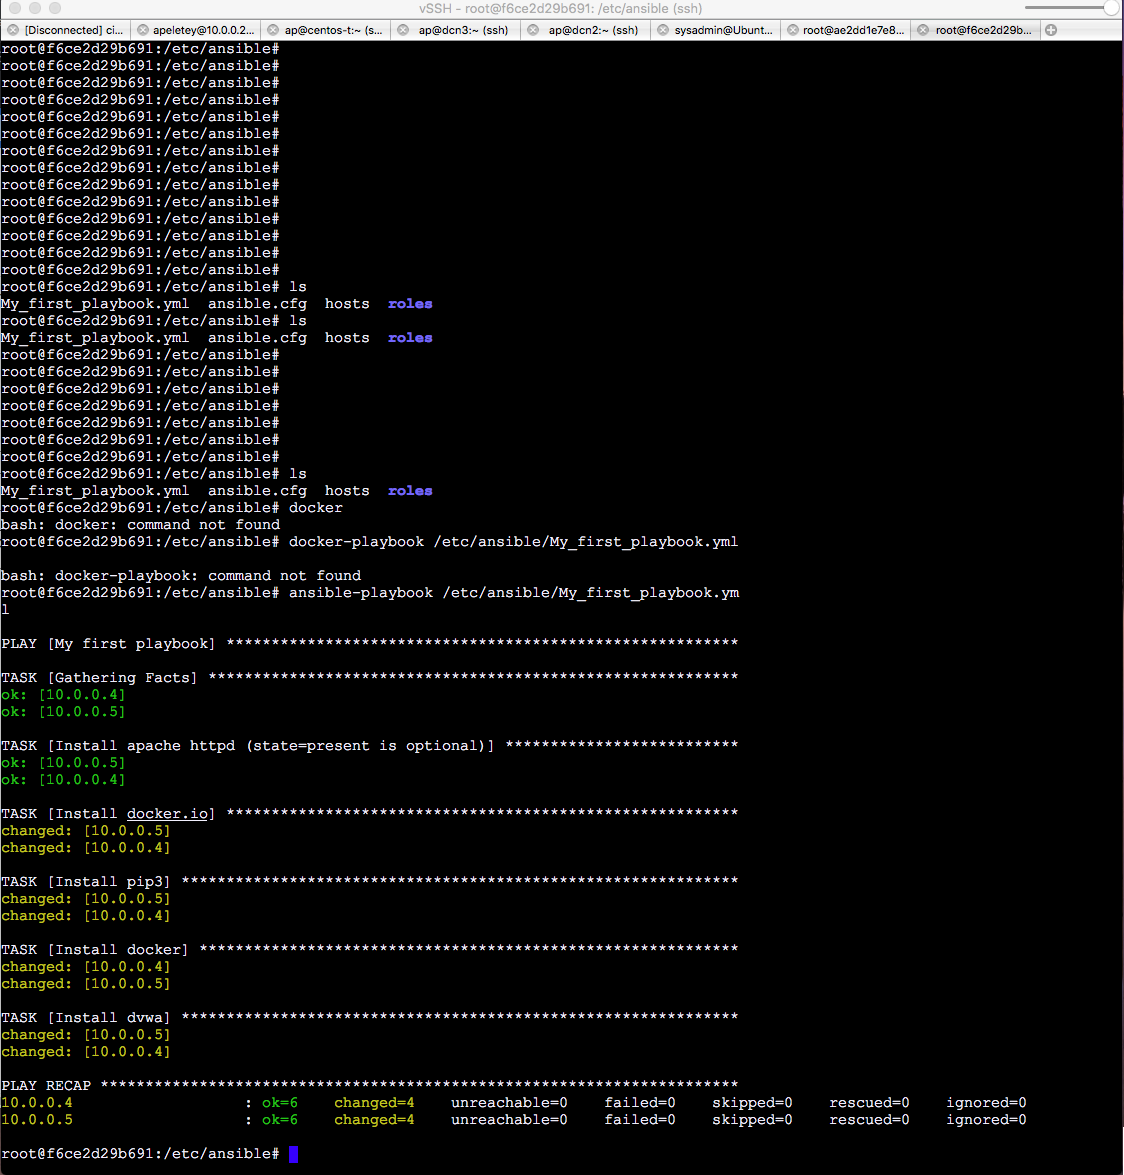 vSSH - root@f6ce2d29b691: /etc/ansible (ssh)
[Disconnected] ci... apeletey@10.0.0.2... ap@centos-t:~ (s... ap@dcn3:~ (ssh) ap@dcn2:~ (ssh) sysadmin@Ubunt... root@ae2dd1e7e8... root@f6ce2d29b...
root@f6ce2d29b691:/etc/ansible#
root@f6ce2d29b691:/etc/ansible#
root@f6ce2d29b691:/etc/ansible#
root@f6ce2d29b691:/etc/ansible#
root@f6ce2d29b691:/etc/ansible#
root@f6ce2d29b691:/etc/ansible#
root@f6ce2d29b691:/etc/ansible#
root@f6ce2d29b691:/etc/ansible#
root@f6ce2d29b691:/etc/ansible#
root@f6ce2d29b691:/etc/ansible#
root@f6ce2d29b691:/etc/ansible#
root@f6ce2d29b691:/etc/ansible#
root@f6ce2d29b691:/etc/ansible#
root@f6ce2d29b691:/etc/ansible#
root@f6ce2d29b691:/etc/ansible# ls
My_first_playbook.yml  ansible.cfg  hosts  roles
root@f6ce2d29b691:/etc/ansible# ls
My_first_playbook.yml  ansible.cfg  hosts  roles
root@f6ce2d29b691:/etc/ansible#
root@f6ce2d29b691:/etc/ansible#
root@f6ce2d29b691:/etc/ansible#
root@f6ce2d29b691:/etc/ansible#
root@f6ce2d29b691:/etc/ansible#
root@f6ce2d29b691:/etc/ansible#
root@f6ce2d29b691:/etc/ansible#
root@f6ce2d29b691:/etc/ansible# ls
My_first_playbook.yml  ansible.cfg  hosts  roles
root@f6ce2d29b691:/etc/ansible# docker
bash: docker: command not found
root@f6ce2d29b691:/etc/ansible# docker-playbook /etc/ansible/My_first_playbook.yml
bash: docker-playbook: command not found
root@f6ce2d29b691:/etc/ansible# ansible-playbook /etc/ansible/My_first_playbook.ym
l
PLAY [My first playbook] *********************************************************
TASK [Gathering Facts] ***********************************************************
ok: [10.0.0.4]
ok: [10.0.0.5]
TASK [Install apache httpd (state=present is optional)] **************************
ok: [10.0.0.5]
ok: [10.0.0.4]
TASK [Install docker.io] *********************************************************
changed: [10.0.0.5]
changed: [10.0.0.4]
TASK [Install pip3] **************************************************************
changed: [10.0.0.5]
changed: [10.0.0.4]
TASK [Install docker] ************************************************************
changed: [10.0.0.4]
changed: [10.0.0.5]
TASK [Install dvwa] **************************************************************
changed: [10.0.0.5]
changed: [10.0.0.4]
PLAY RECAP ***********************************************************************
10.0.0.4                   : ok=6    changed=4    unreachable=0    failed=0    skipped=0    rescued=0    ignored=0
10.0.0.5                   : ok=6    changed=4    unreachable=0    failed=0    skipped=0    rescued=0    ignored=0
root@f6ce2d29b691:/etc/ansible#